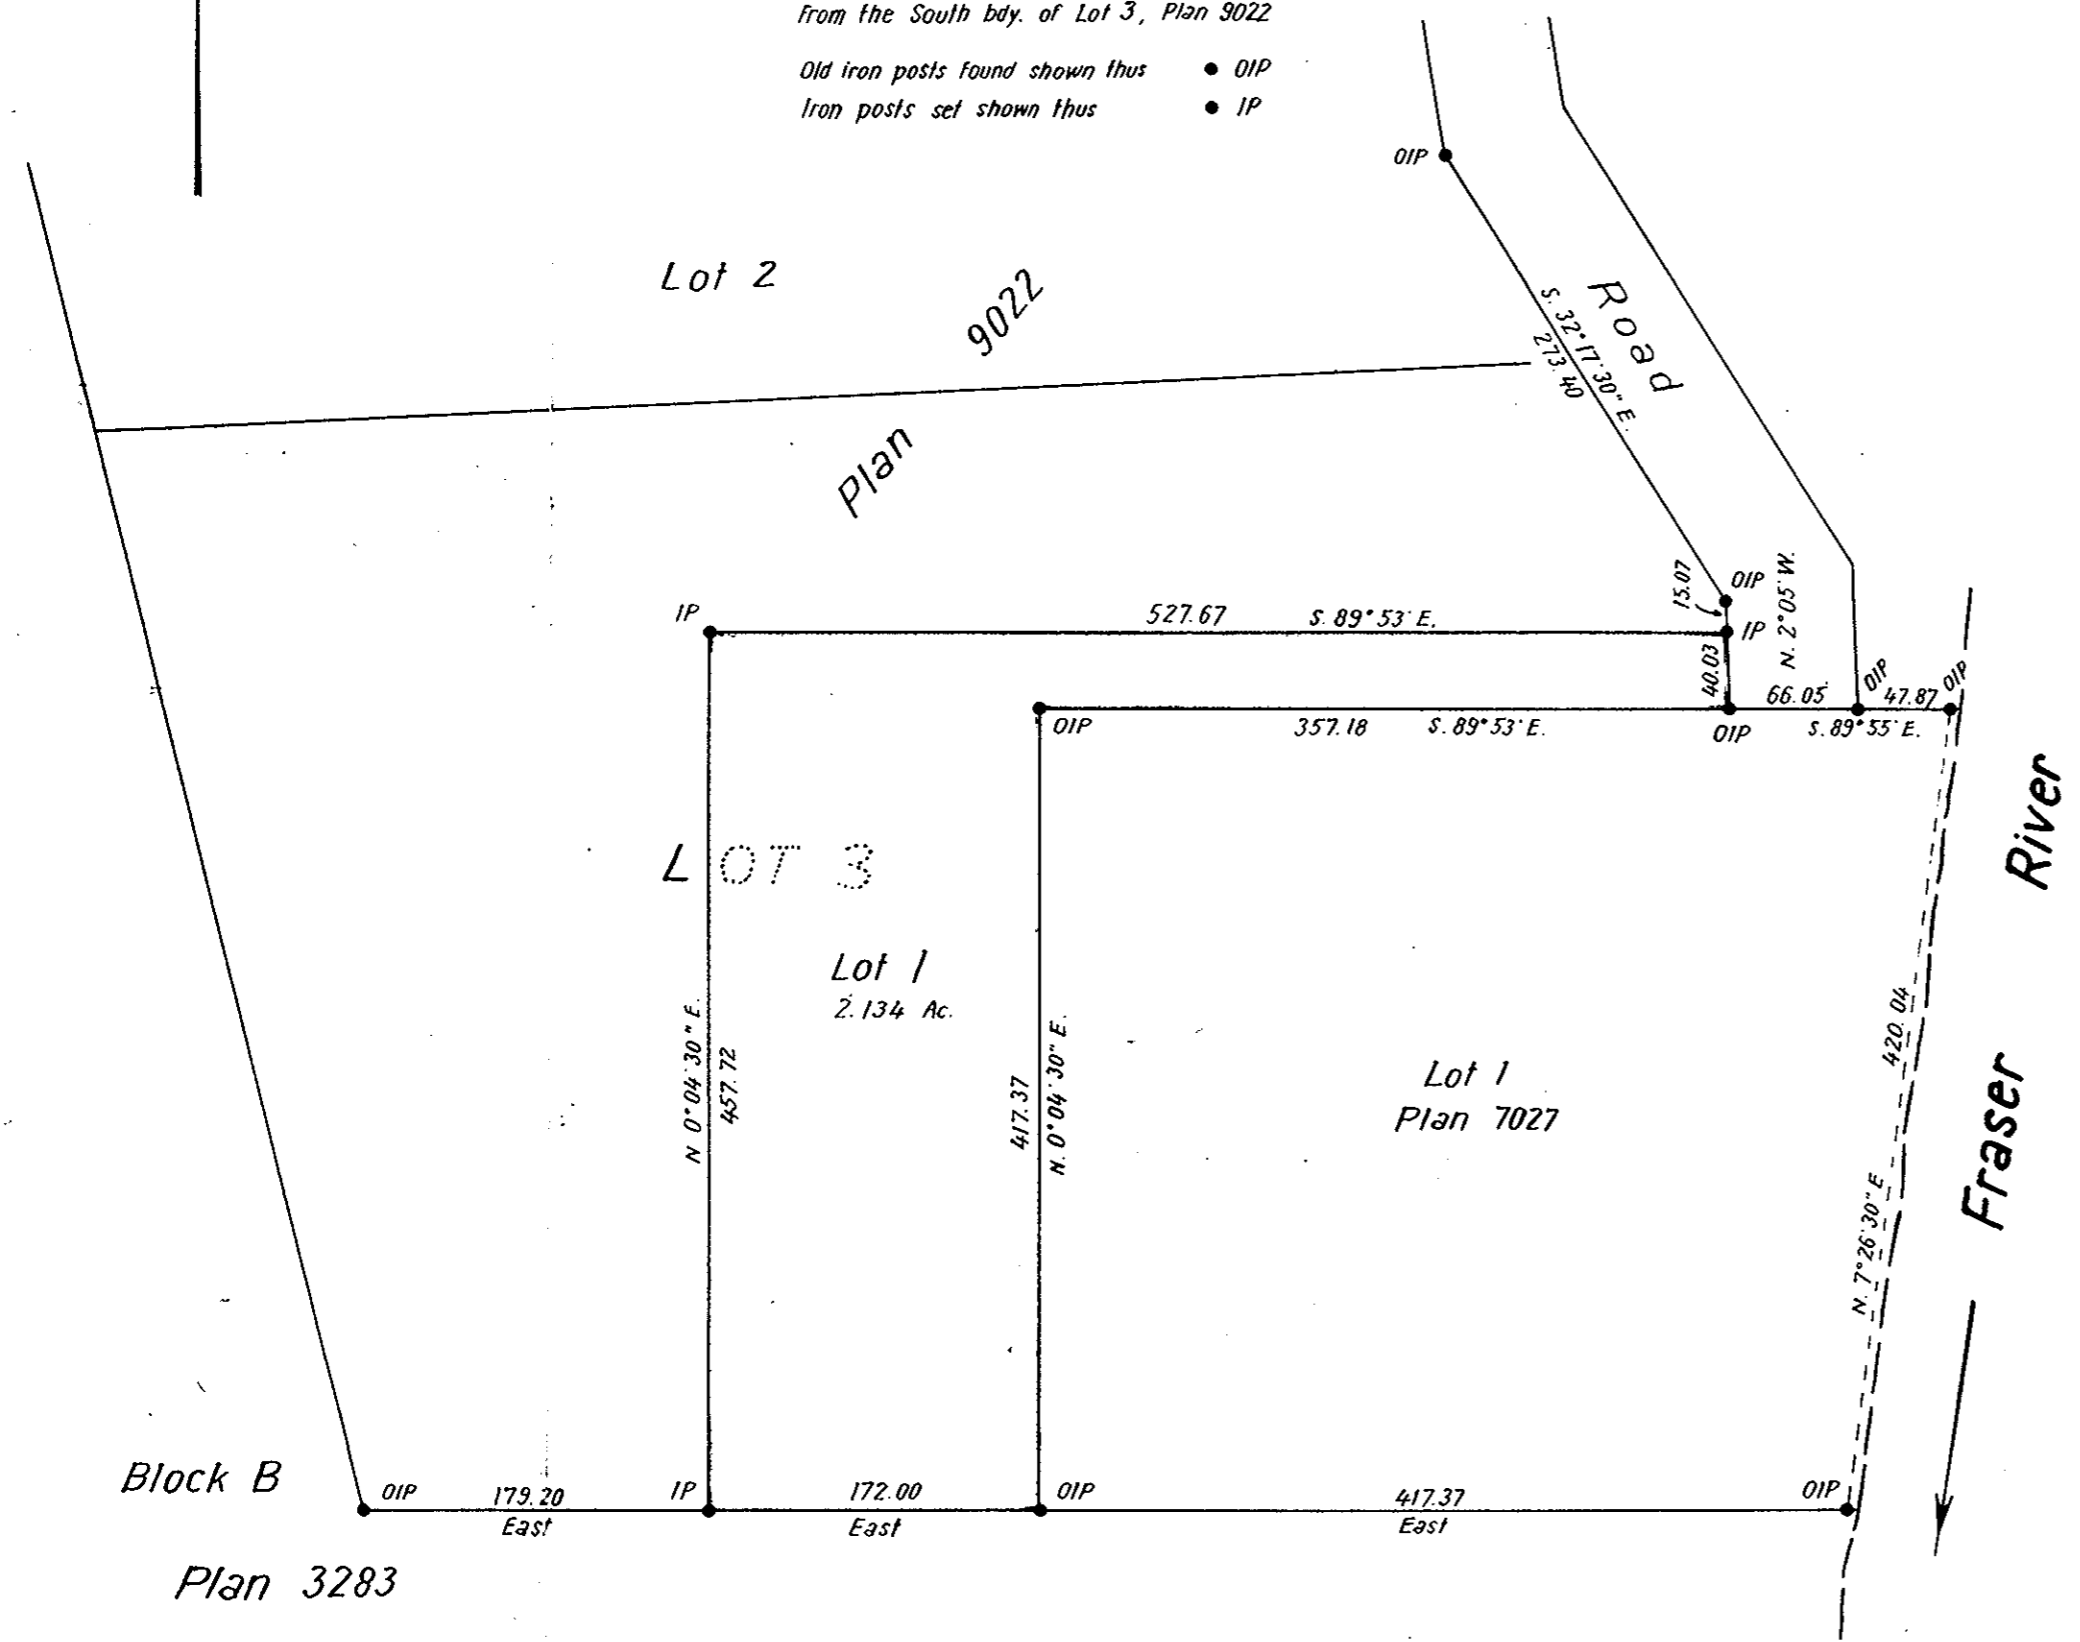 From the South bdy. of Lot 3, Plan 9022
Old iron posts found shown thus ● OIP
Iron posts set shown thus ● IP
OIP
Lot 2
9022
Plan
Road
S. 32° 17' 30" E.
273.40
15.07
OIP
N. 2° 05' W.
IP
527.67 S. 89° 53' E.
IP
40.03
66.05
OIP
47.87
OIP
OIP
357.18 S. 89° 53' E.
OIP
S. 89° 55' E.
River
LOT 3
Lot 1
2.134 Ac.
N 0° 04' 30" E.
457.72
417.37
N. 0° 04' 30" E.
Lot 1
Plan 7027
420.04
N. 7° 26' 30" E
Fraser
Block B
OIP
179.20
East
IP
172.00
East
OIP
417.37
East
OIP
Plan 3283